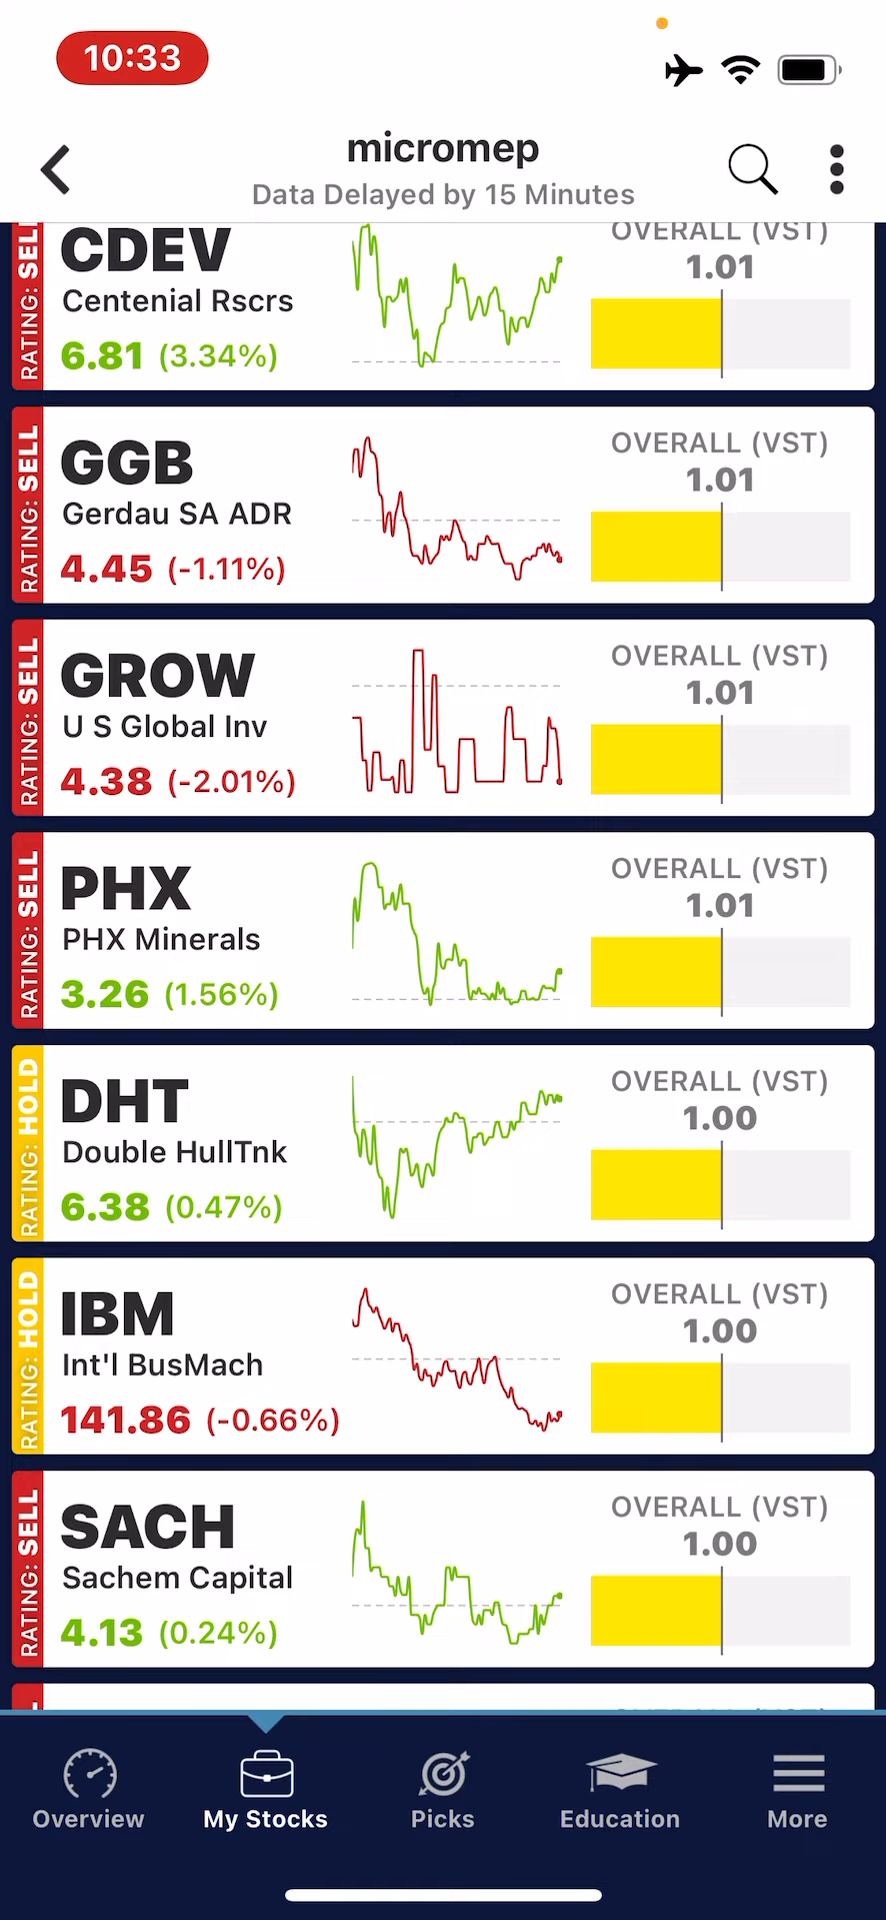 10:33
micromep
Data Delayed by 15 Minutes
RATING: SELL
CDEV
Centenial Rscrs
6.81 (3.34%)
OVERALL (VST)
1.01
RATING: SELL
GGB
Gerdau SA ADR
4.45 (-1.11%)
OVERALL (VST)
1.01
RATING: SELL
GROW
U S Global Inv
4.38 (-2.01%)
OVERALL (VST)
1.01
RATING: SELL
PHX
PHX Minerals
3.26 (1.56%)
OVERALL (VST)
1.01
RATING: HOLD
DHT
Double HullTnk
6.38 (0.47%)
OVERALL (VST)
1.00
RATING: HOLD
IBM
Int'l BusMach
141.86 (-0.66%)
OVERALL (VST)
1.00
RATING: SELL
SACH
Sachem Capital
4.13 (0.24%)
OVERALL (VST)
1.00
Overview
My Stocks
Picks
Education
More